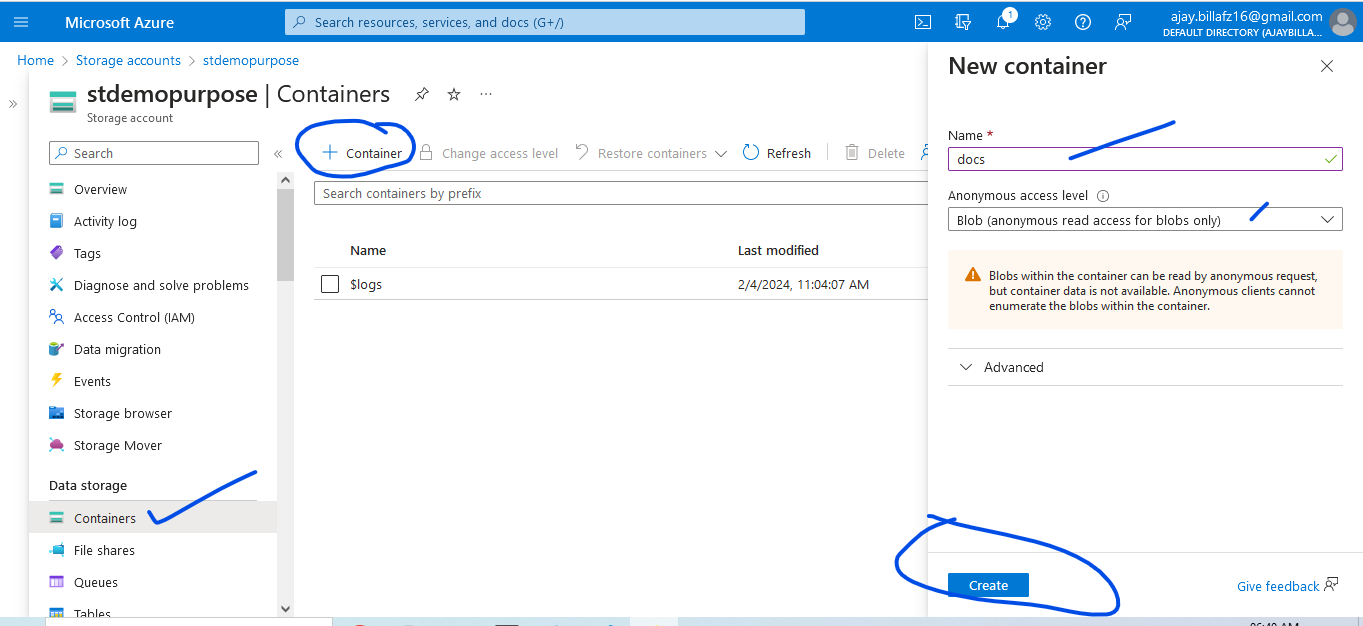 Microsoft Azure
Search resources, services, and docs (G+/)
1
ajay.billafz16@gmail.com
DEFAULT DIRECTORY (AJAYBILLA...
Home > Storage accounts > stdemopurpose
stdemopurpose | Containers
...
Storage account
Search
Overview
Activity log
Tags
Diagnose and solve problems
Access Control (IAM)
Data migration
Events
Storage browser
Storage Mover
Data storage
Containers
File shares
Queues
Tables
+ Container
Change access level
Restore containers
Refresh
Delete
Search containers by prefix
Name
Last modified
$logs
2/4/2024, 11:04:07 AM
New container
Name *
docs
Anonymous access level
Blob (anonymous read access for blobs only)
Blobs within the container can be read by anonymous request,
but container data is not available. Anonymous clients cannot
enumerate the blobs within the container.
Advanced
Create
Give feedback